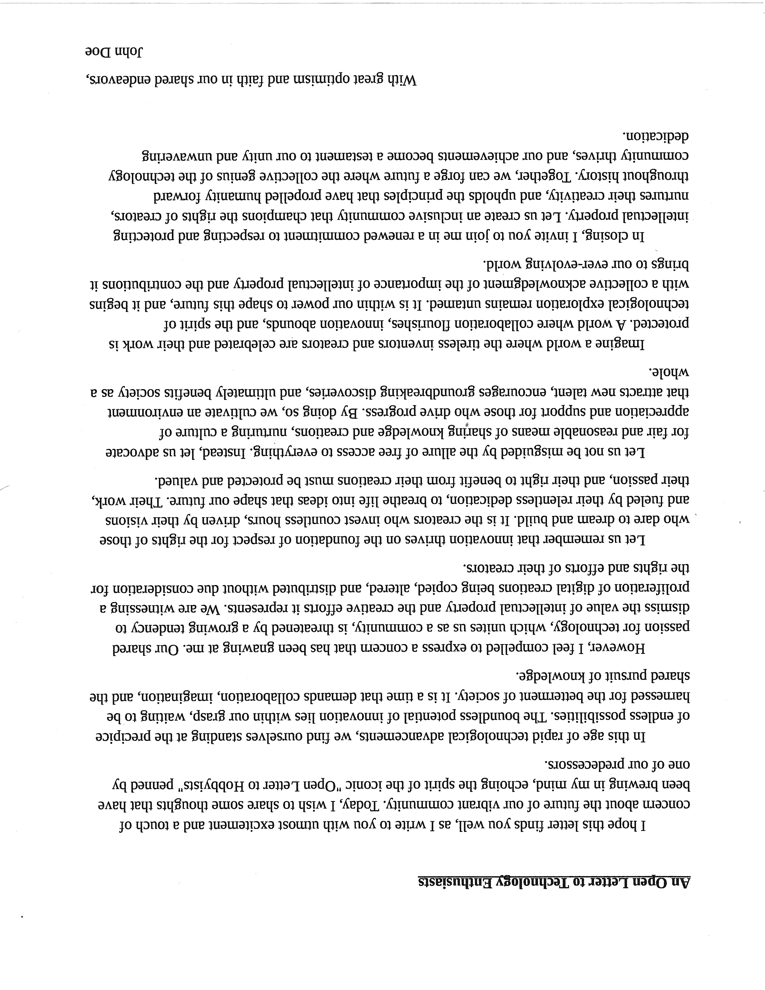 An Open Letter to Technology Enthusiasts
I hope this letter finds you well, as I write to you with utmost excitement and a touch of
concern about the future of our vibrant community. Today, I wish to share some thoughts that have
been brewing in my mind, echoing the spirit of the iconic "Open Letter to Hobbyists" penned by
one of our predecessors.
In this age of rapid technological advancements, we find ourselves standing at the precipice
of endless possibilities. The boundless potential of innovation lies within our grasp, waiting to be
harnessed for the betterment of society. It is a time that demands collaboration, imagination, and the
shared pursuit of knowledge.
However, I feel compelled to express a concern that has been gnawing at me. Our shared
passion for technology, which unites us as a community, is threatened by a growing tendency to
dismiss the value of intellectual property and the creative efforts it represents. We are witnessing a
proliferation of digital creations being copied, altered, and distributed without due consideration for
the rights and efforts of their creators.
Let us remember that innovation thrives on the foundation of respect for the rights of those
who dare to dream and build. It is the creators who invest countless hours, driven by their visions
and fueled by their relentless dedication, to breathe life into ideas that shape our future. Their work,
their passion, and their right to benefit from their creations must be protected and valued.
Let us not be misguided by the allure of free access to everything. Instead, let us advocate
for fair and reasonable means of sharing knowledge and creations, nurturing a culture of
appreciation and support for those who drive progress. By doing so, we cultivate an environment
that attracts new talent, encourages groundbreaking discoveries, and ultimately benefits society as a
whole.
Imagine a world where the tireless inventors and creators are celebrated and their work is
protected. A world where collaboration flourishes, innovation abounds, and the spirit of
technological exploration remains untamed. It is within our power to shape this future, and it begins
with a collective acknowledgment of the importance of intellectual property and the contributions it
brings to our ever-evolving world.
In closing, I invite you to join me in a renewed commitment to respecting and protecting
intellectual property. Let us create an inclusive community that champions the rights of creators,
nurtures their creativity, and upholds the principles that have propelled humanity forward
throughout history. Together, we can forge a future where the collective genius of the technology
community thrives, and our achievements become a testament to our unity and unwavering
dedication.
With great optimism and faith in our shared endeavors,
John Doe